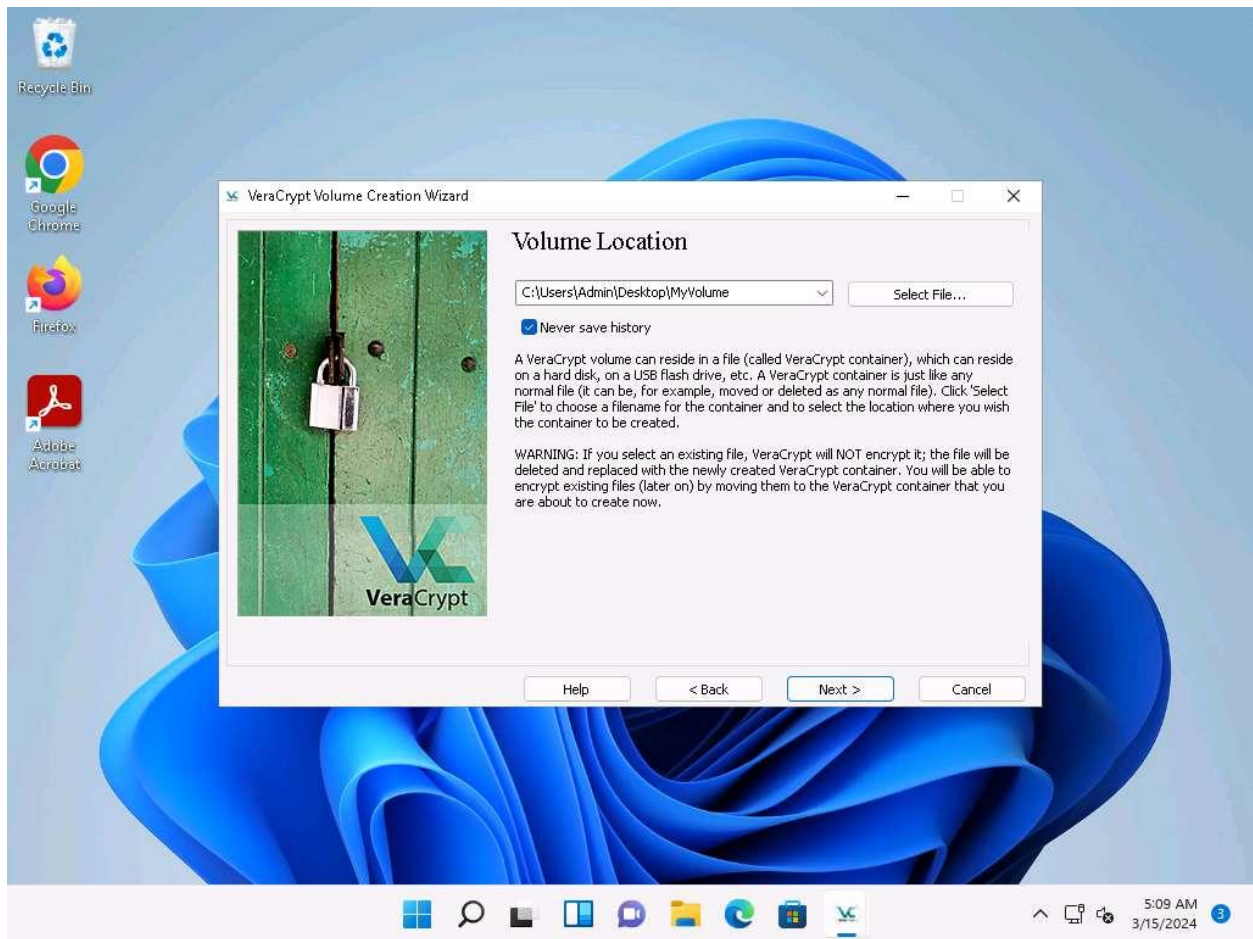 Recycle Bin
Google
Chrome
Firefox
Adobe
Acrobat
VeraCrypt Volume Creation Wizard
VeraCrypt
Volume Location
C:\Users\Admin\Desktop\MyVolume
Select File...
Never save history
A VeraCrypt volume can reside in a file (called VeraCrypt container), which can reside
on a hard disk, on a USB flash drive, etc. A VeraCrypt container is just like any
normal file (it can be, for example, moved or deleted as any normal file). Click 'Select
File' to choose a filename for the container and to select the location where you wish
the container to be created.
WARNING: If you select an existing file, VeraCrypt will NOT encrypt it; the file will be
deleted and replaced with the newly created VeraCrypt container. You will be able to
encrypt existing files (later on) by moving them to the VeraCrypt container that you
are about to create now.
Help
< Back
Next >
Cancel
5:09 AM
3/15/2024
3